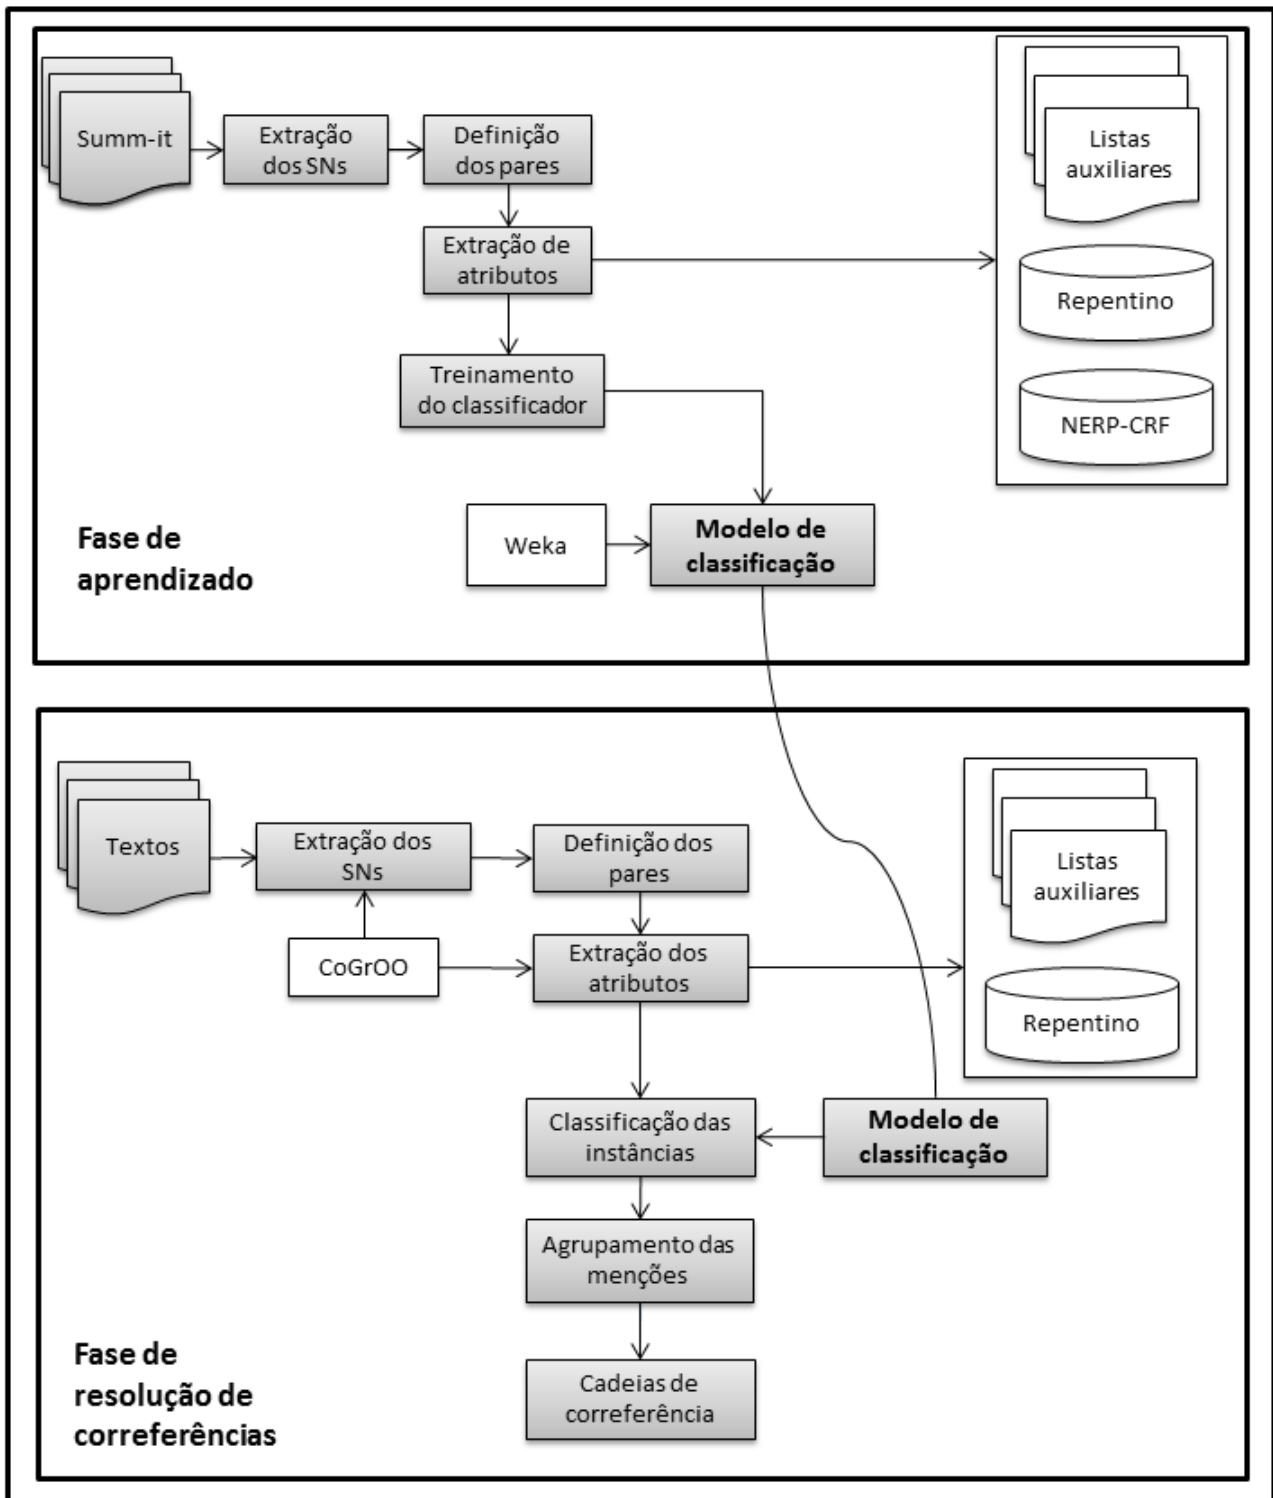 Summ-it
Extração
dos SNs
Definição
dos pares
Listas
auxiliares
Extração de
atributos
Repentino
Treinamento
do classificador
NERP-CRF
Weka
Modelo de
classificação
Fase de
aprendizado
Textos
Extração dos
SNs
Definição dos
pares
Listas
auxiliares
CoGrOO
Extração dos
atributos
Repentino
Classificação das
instâncias
Modelo de
classificação
Agrupamento das
menções
Cadeias de
correferência
Fase de
resolução de
correferências